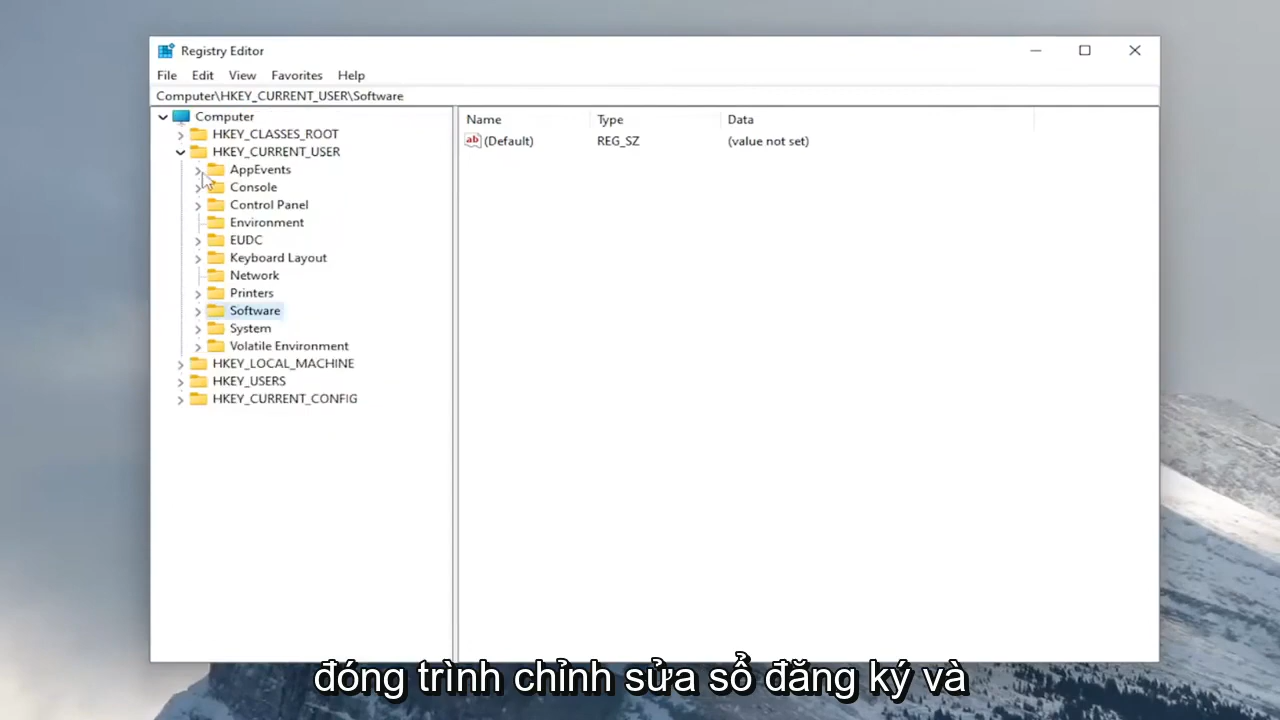 Registry Editor
File Edit View Favorites Help
Computer\HKEY_CURRENT_USER\Software
Computer
HKEY_CLASSES_ROOT
HKEY_CURRENT_USER
AppEvents
Console
Control Panel
Environment
EUDC
Keyboard Layout
Network
Printers
Software
System
Volatile Environment
HKEY_LOCAL_MACHINE
HKEY_USERS
HKEY_CURRENT_CONFIG
Name Type Data
ab (Default) REG_SZ (value not set)
đóng trình chỉnh sửa sổ đăng ký và